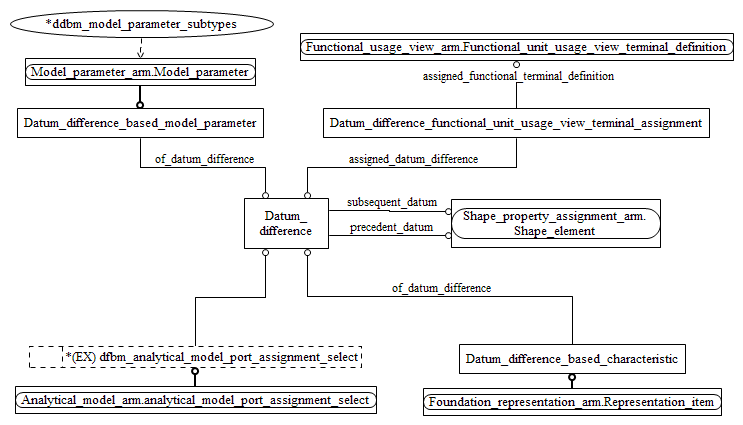 *ddbm_model_parameter_subtypes
Functional_usage_view_arm.Functional_unit_usage_view_terminal_definition
Model_parameter_arm.Model_parameter
assigned_functional_terminal_definition
Datum_difference_based_model_parameter
Datum_difference_functional_unit_usage_view_terminal_assignment
of_datum_difference
assigned_datum_difference
Datum_
difference
subsequent_datum
precedent_datum
Shape_property_assignment_arm.
Shape_element
of_datum_difference
*(EX) dfbm_analytical_model_port_assignment_select
Datum_difference_based_characteristic
Analytical_model_arm.analytical_model_port_assignment_select
Foundation_representation_arm.Representation_item